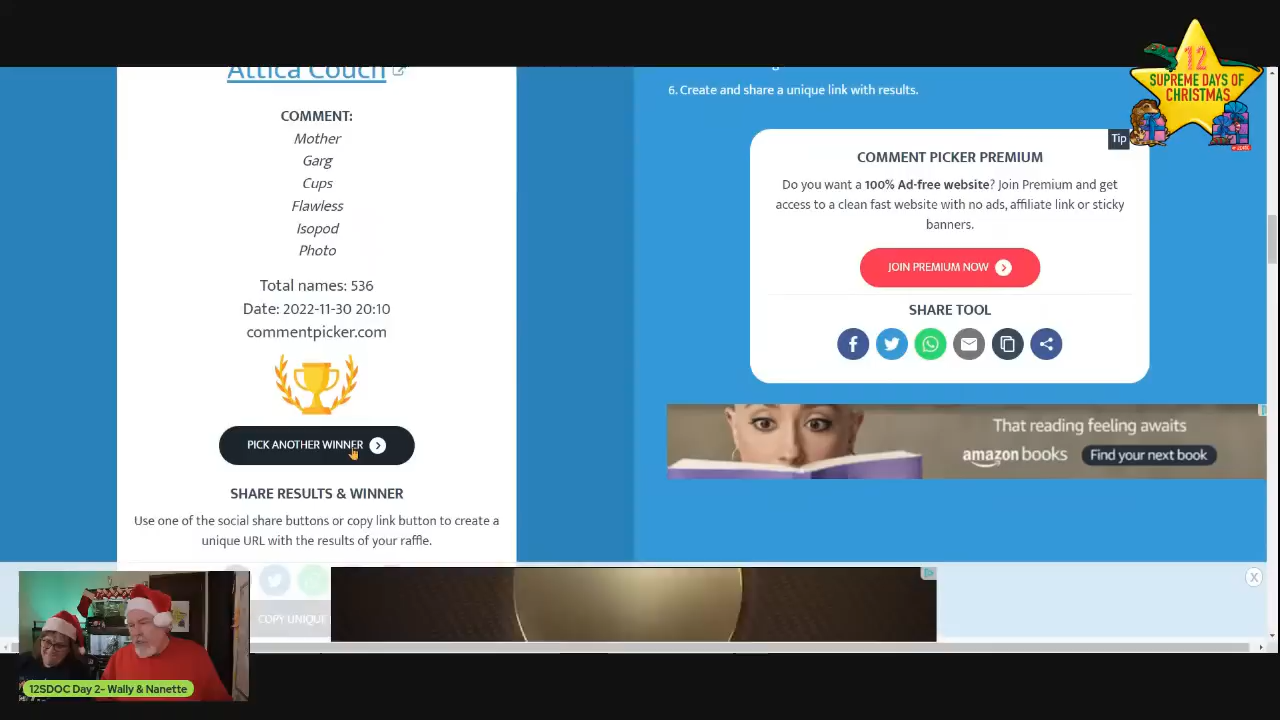 Attica Couch
COMMENT:
Mother
Garg
Cups
Flawless
Isopod
Photo
Total names: 536
Date: 2022-11-30 20:10
commentpicker.com
PICK ANOTHER WINNER
SHARE RESULTS & WINNER
Use one of the social share buttons or copy link button to create a
unique URL with the results of your raffle.
COPY UNIQUE
12SDOC Day 2- Wally & Nanette
6. Create and share a unique link with results.
Tip
COMMENT PICKER PREMIUM
Do you want a 100% Ad-free website? Join Premium and get
access to a clean fast website with no ads, affiliate link or sticky
banners.
JOIN PREMIUM NOW
SHARE TOOL
That reading feeling awaits
amazon books Find your next book
X
12
SUPREME DAYS OF
CHRISTMAS